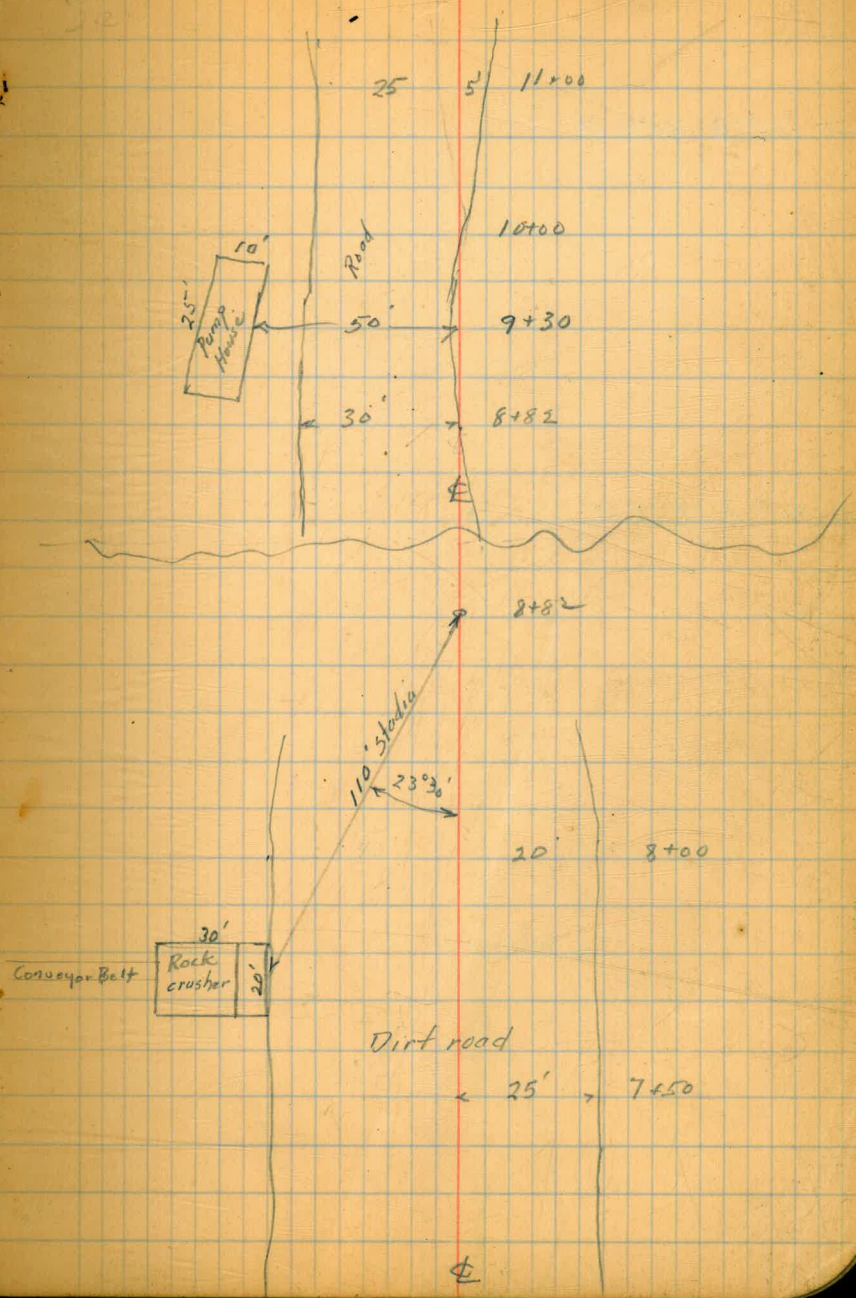 25 5' 11+00
10+00
Road
10'
25'
Pump
House
50' 9+30
30' 8+82
℄
8+82
110' Stadia
23°30'
20 8+00
30'
Rock
crusher
20'
Conveyor Belt
Dirt road
25' 7+50
℄